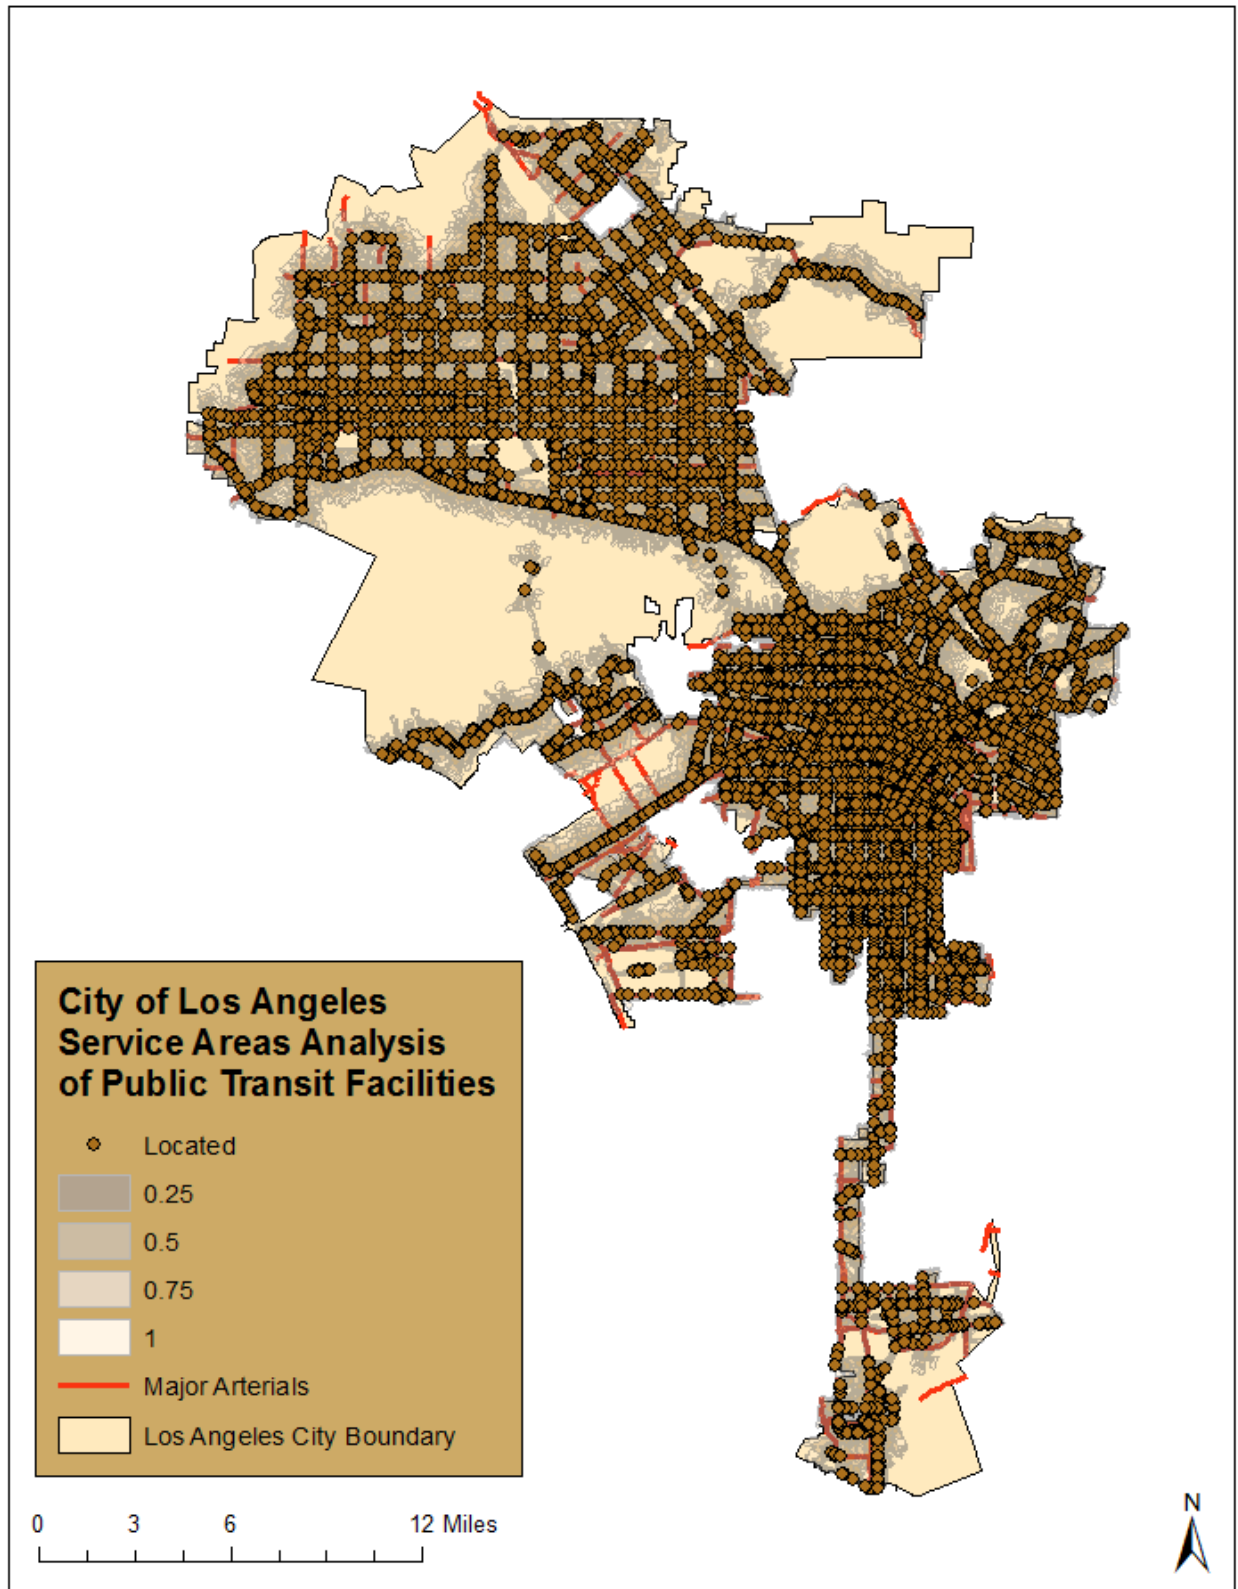 City of Los Angeles
Service Areas Analysis
of Public Transit Facilities
Located
0.25
0.5
0.75
1
Major Arterials
Los Angeles City Boundary
0 3 6 12 Miles
N